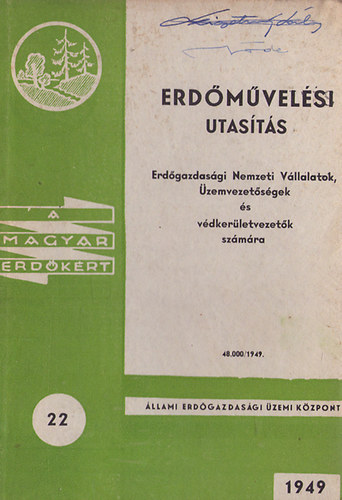 ERDŐMŰVELÉSI
UTASÍTÁS
Erdőgazdasági Nemzeti Vállalatok,
Üzemvezetőségek
és
védkerületvezetők
számára
A
MAGYAR
ERDŐKÉRT
48.000/1949.
22
ÁLLAMI ERDŐGAZDASÁGI ÜZEMI KÖZPONT
1949